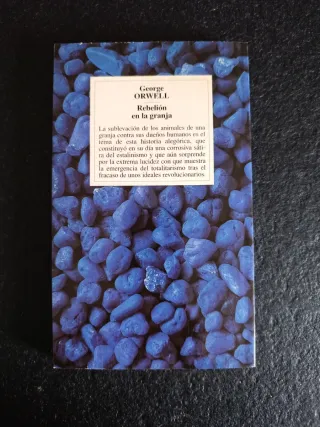 George
ORWELL
Rebelión
en la granja
La sublevación de los animales de una
granja contra sus dueños humanos es el
tema de esta historia alegórica, que
constituyó en su día una corrosiva sáti-
ra del estalinismo y que aún sorprende
por la extrema lucidez con que muestra
la emergencia del totalitarismo tras el
fracaso de unos ideales revolucionarios.